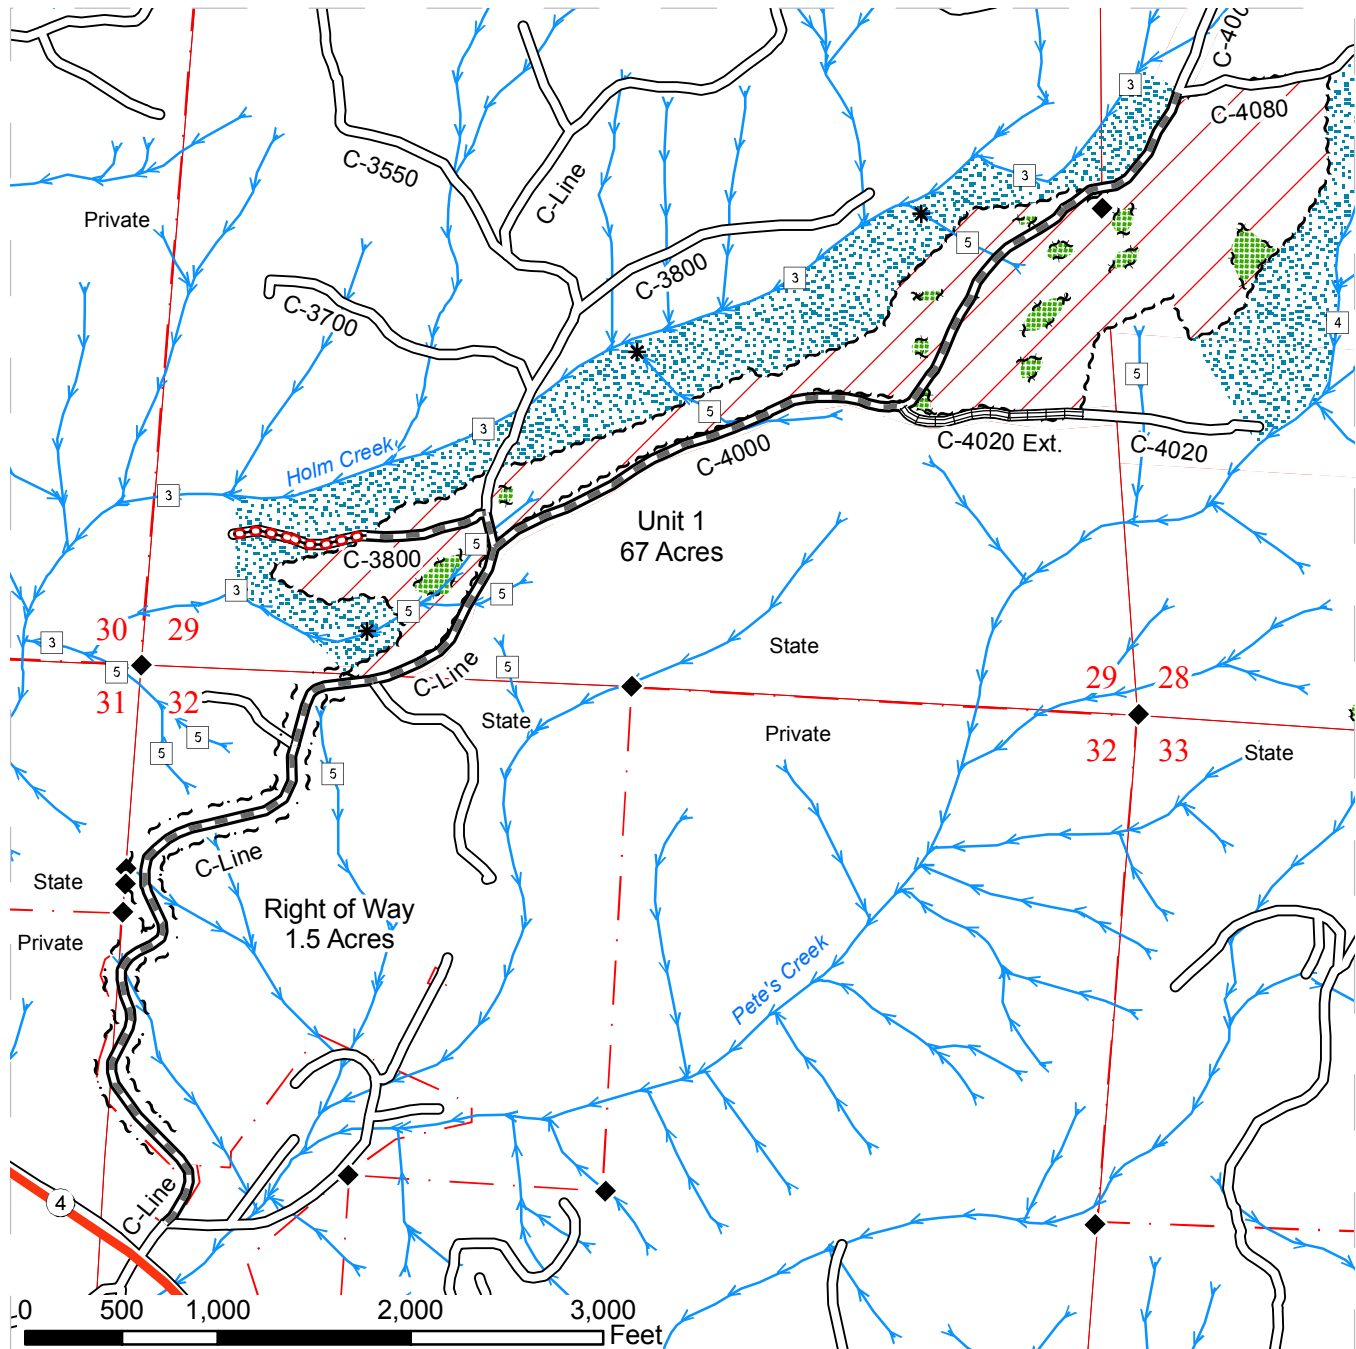 C-400
3
C-4080
C-3550
C-Line
3
Private
5
C-3800
3
C-3700
4
5
5
3
C-4020 Ext.
C-4020
C-4000
Holm Creek
3
Unit 1
67 Acres
5
C-3800
3
5
5
30
29
3
State
5
5
C-Line
29
28
31
32
State
Private
32
33
State
5
5
5
C-Line
State
Right of Way
1.5 Acres
Private
Pete's Creek
C-Line
4
0
500
1,000
2,000
3,000
Feet